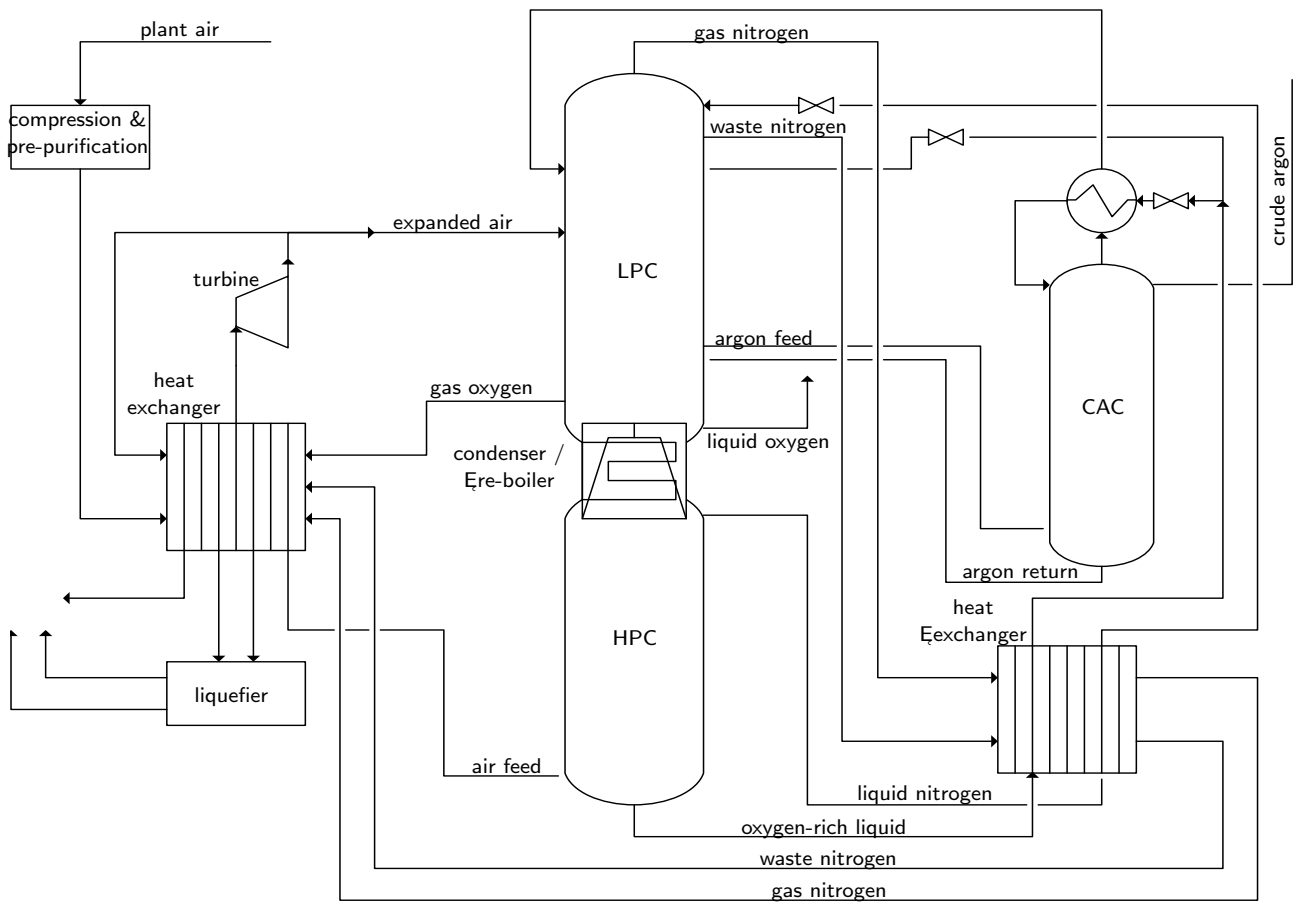 plant air
gas nitrogen
compression &
pre-purification
waste nitrogen
crude argon
expanded air
LPC
turbine
argon feed
heat
exchanger
gas oxygen
CAC
liquid oxygen
condenser /
Ęre-boiler
argon return
heat
Ęexchanger
HPC
liquefier
air feed
liquid nitrogen
oxygen-rich liquid
waste nitrogen
gas nitrogen